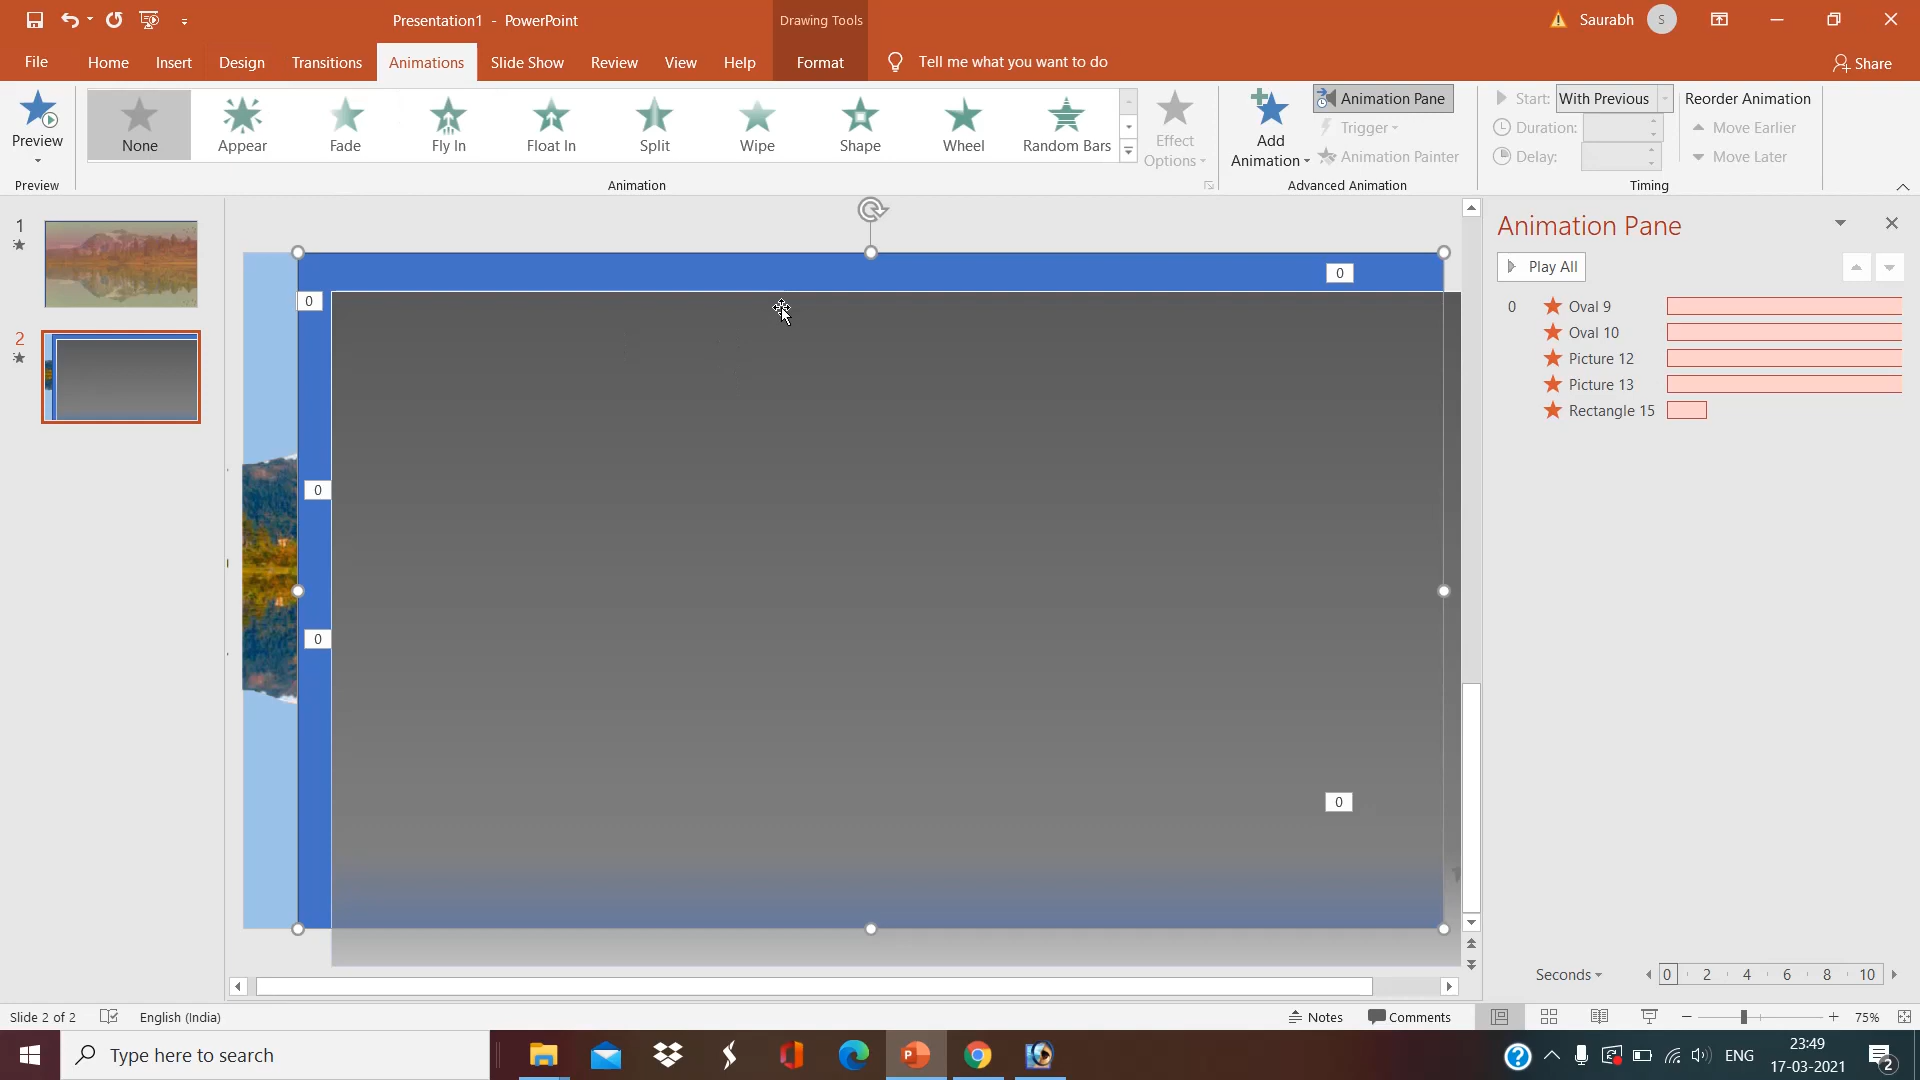 Presentation1 - PowerPoint
Drawing Tools
Saurabh
S
File
Home
Insert
Design
Transitions
Animations
Slide Show
Review
View
Help
Format
Tell me what you want to do
Share
Preview
None
Appear
Fade
Fly In
Float In
Split
Wipe
Shape
Wheel
Random Bars
Effect
Options
Add
Animation
Animation Pane
Trigger
Animation Painter
Start: With Previous
Duration:
Delay:
Reorder Animation
Move Earlier
Move Later
Preview
Animation
Advanced Animation
Timing
1
2
0
0
0
0
0
Animation Pane
Play All
0 Oval 9
Oval 10
Picture 12
Picture 13
Rectangle 15
Seconds
0 2 4 6 8 10
Slide 2 of 2
English (India)
Notes
Comments
75%
Type here to search
ENG
23:49
17-03-2021
2